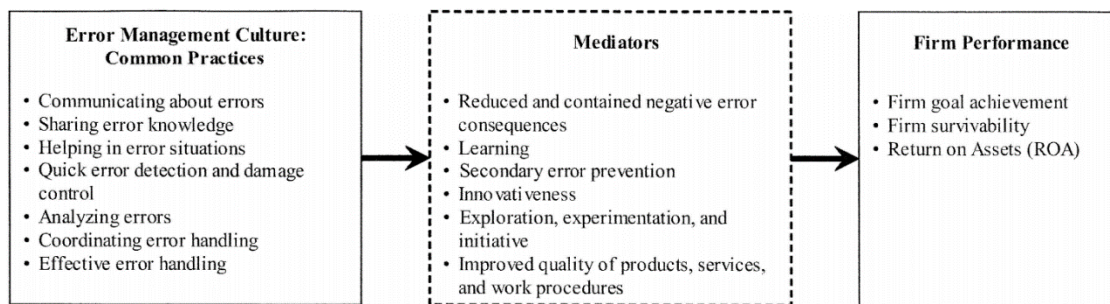 Error Management Culture:
Common Practices
• Communicating about errors
• Sharing error knowledge
• Helping in error situations
• Quick error detection and damage
control
• Analyzing errors
• Coordinating error handling
• Effective error handling
Mediators
• Reduced and contained negative error
consequences
• Learning
• Secondary error prevention
• Innovativeness
• Exploration, experimentation, and
initiative
• Improved quality of products, services,
and work procedures
Firm Performance
• Firm goal achievement
• Firm survivability
• Return on Assets (ROA)